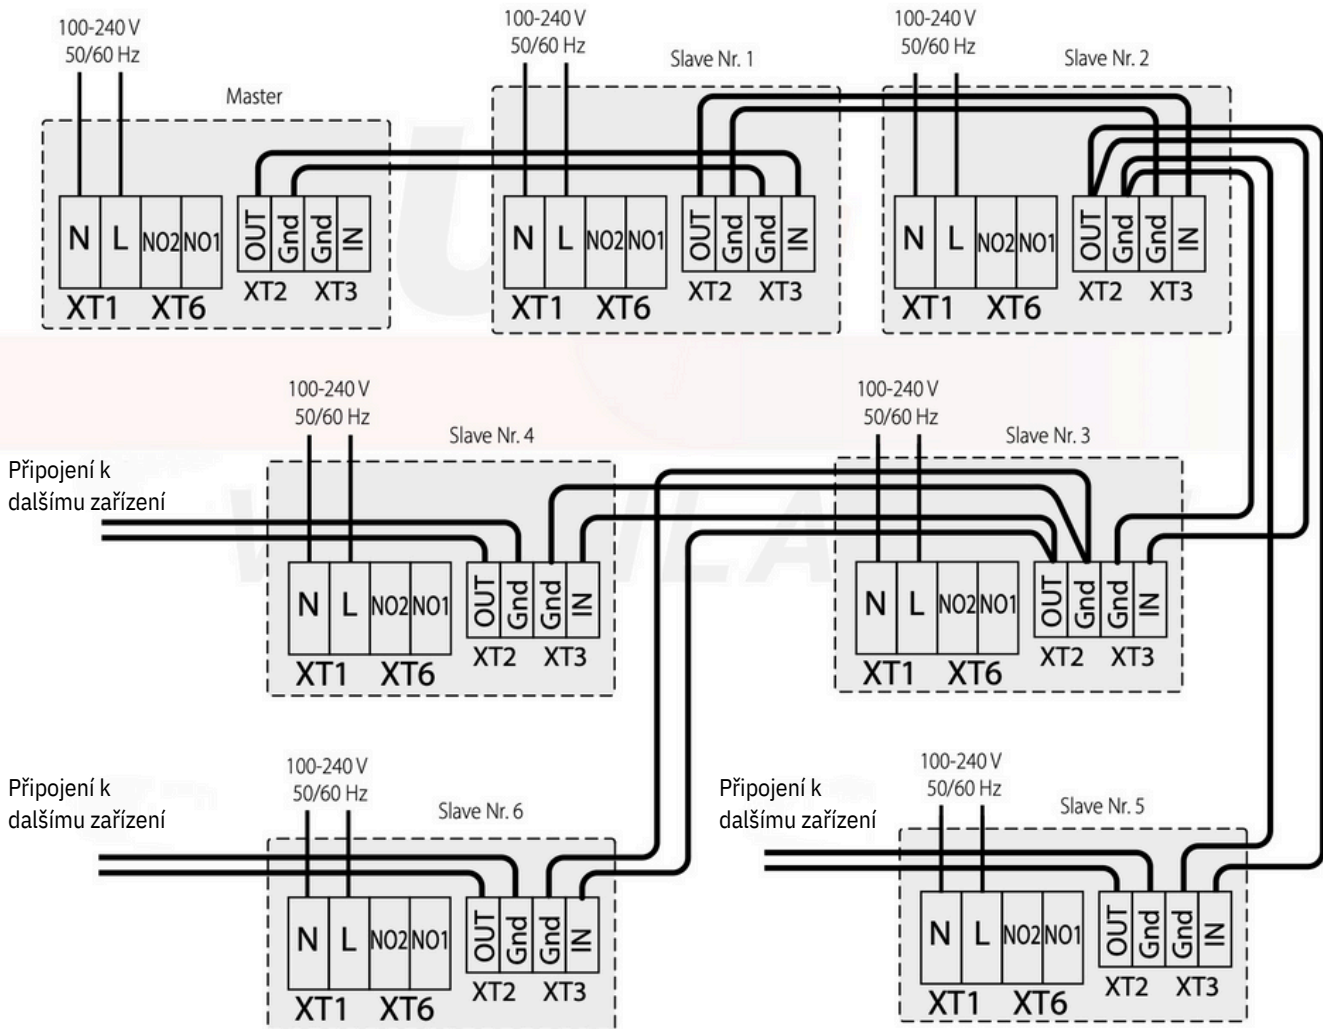 100-240 V
50/60 Hz
Master
N L NO2 NO1 OUT Gnd Gnd IN
XT2 XT3
XT1 XT6
100-240 V
50/60 Hz
Slave Nr. 1
N L NO2 NO1 OUT Gnd Gnd IN
XT2 XT3
XT1 XT6
100-240 V
50/60 Hz
Slave Nr. 2
N L NO2 NO1 OUT Gnd Gnd IN
XT2 XT3
XT1 XT6
Připojení k
dalšímu zařízení
100-240 V
50/60 Hz
Slave Nr. 4
N L NO2 NO1 OUT Gnd Gnd IN
XT2 XT3
XT1 XT6
100-240 V
50/60 Hz
Slave Nr. 3
N L NO2 NO1 OUT Gnd Gnd IN
XT2 XT3
XT1 XT6
Připojení k
dalšímu zařízení
100-240 V
50/60 Hz
Slave Nr. 6
N L NO2 NO1 OUT Gnd Gnd IN
XT2 XT3
XT1 XT6
Připojení k
dalšímu zařízení
100-240 V
50/60 Hz
Slave Nr. 5
N L NO2 NO1 OUT Gnd Gnd IN
XT2 XT3
XT1 XT6